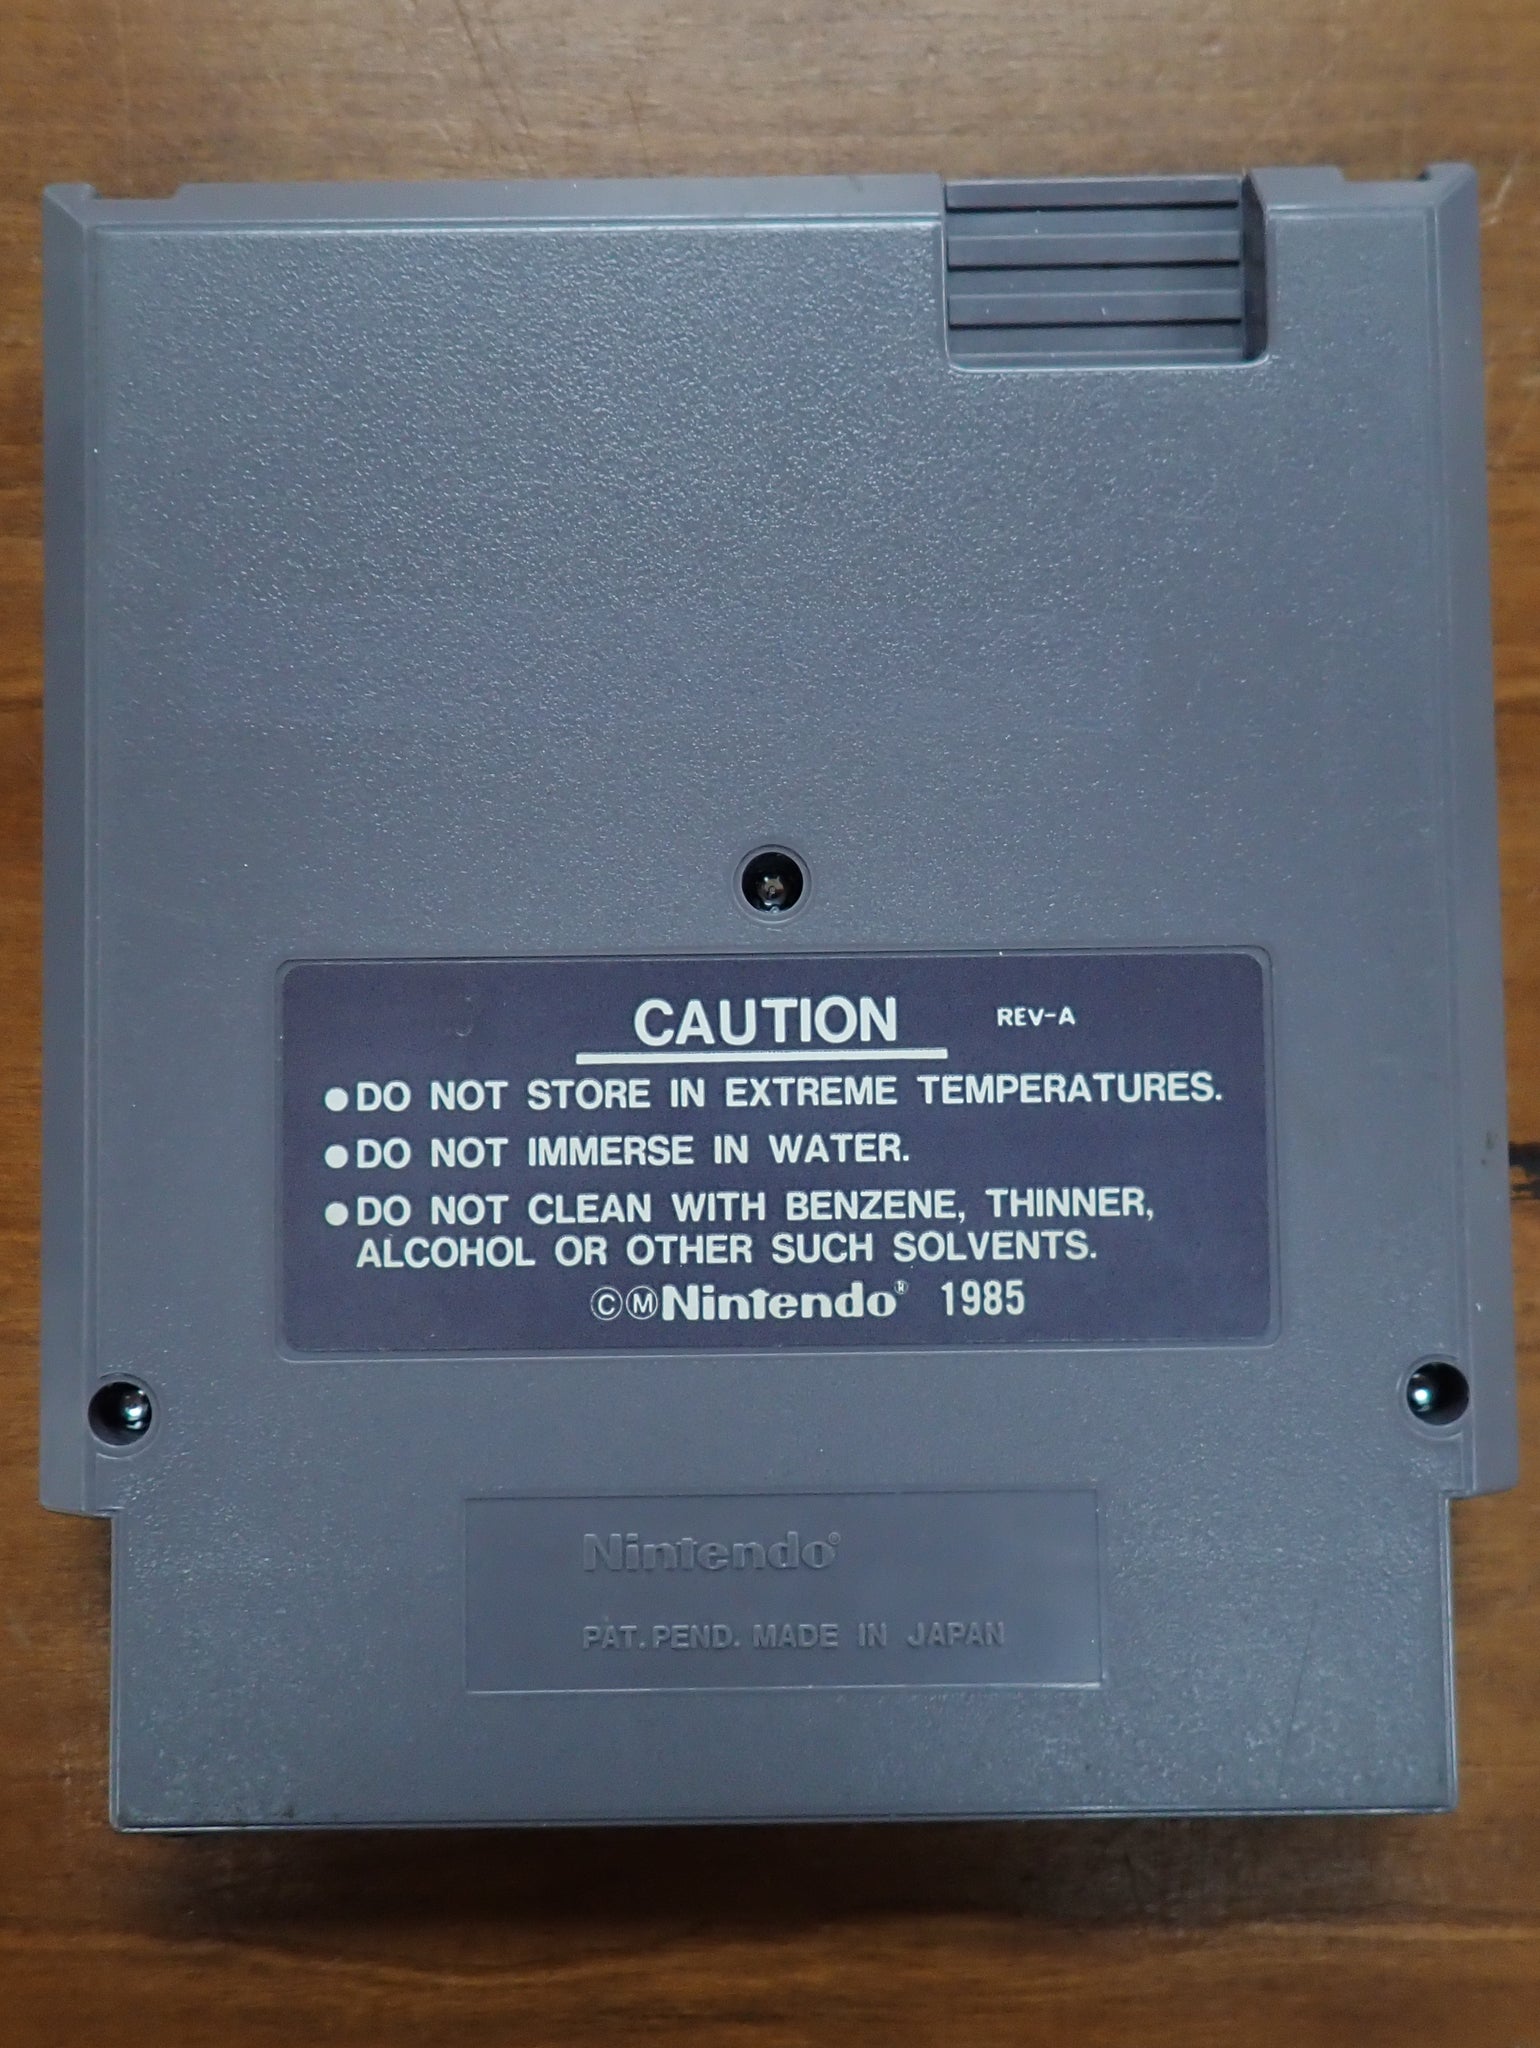 CAUTION REV-A
●DO NOT STORE IN EXTREME TEMPERATURES.
●DO NOT IMMERSE IN WATER.
●DO NOT CLEAN WITH BENZENE, THINNER,
ALCOHOL OR OTHER SUCH SOLVENTS.
ⒸⓂNintendo® 1985
Nintendo®
PAT. PEND. MADE IN JAPAN